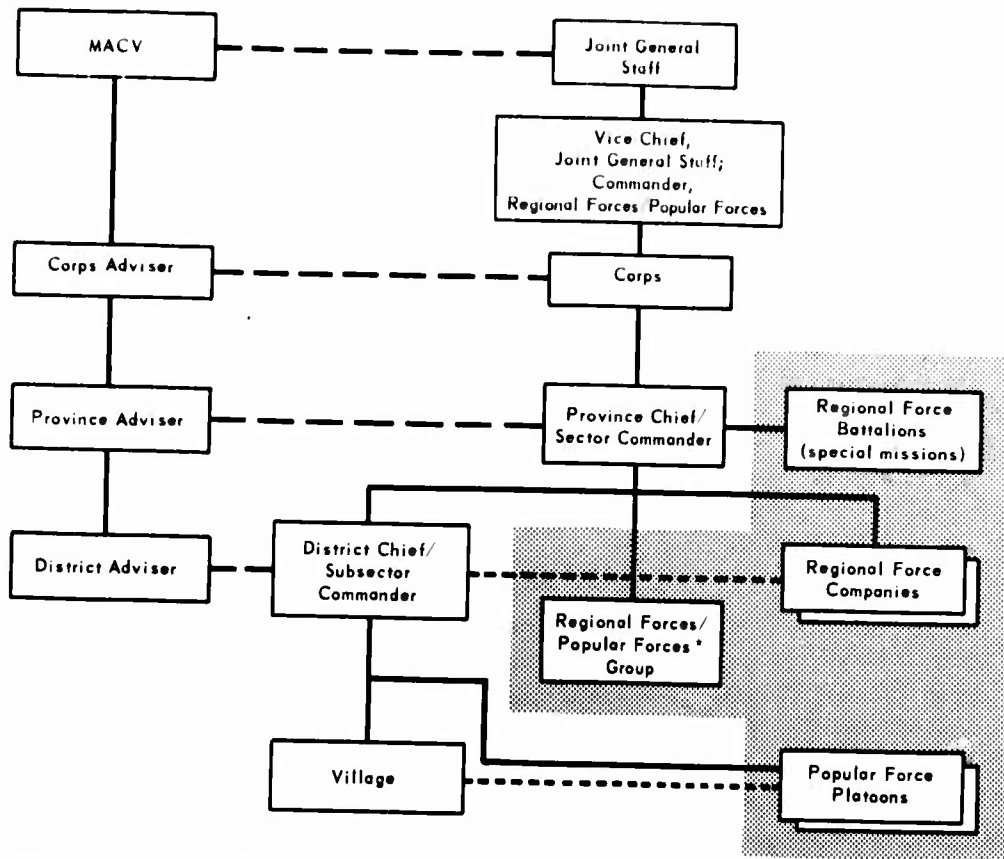 MACV
Joint General
Staff
Vice Chief,
Joint General Staff;
Commander,
Regional Forces/Popular Forces
Corps Adviser
Corps
Province Adviser
Province Chief/
Sector Commander
Regional Force
Battalions
(special missions)
District Adviser
District Chief/
Subsector
Commander
Regional Force
Companies
Regional Forces/
Popular Forces *
Group
Village
Popular Force
Platoons